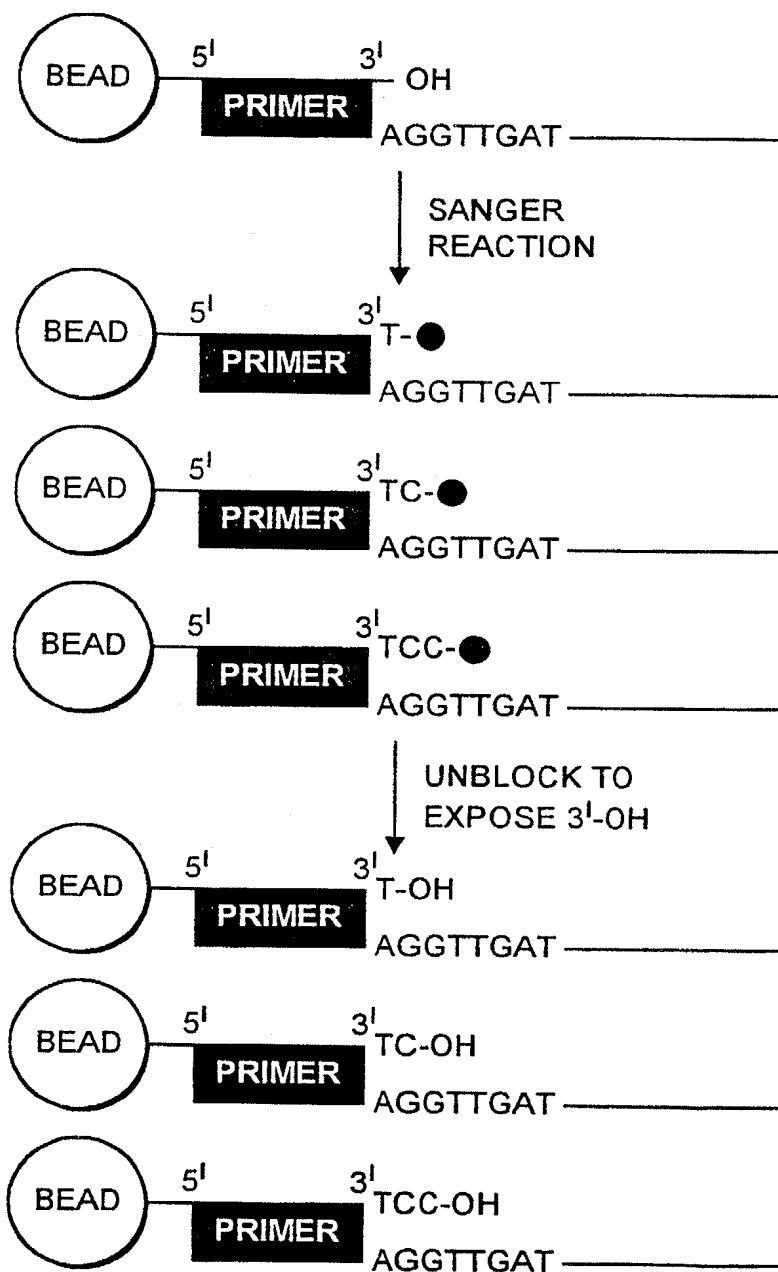 5' 3'
BEAD OH
PRIMER
AGGTTGAT
SANGER
REACTION
5' 3'
BEAD T-●
PRIMER
AGGTTGAT
5' 3'
BEAD TC-●
PRIMER
AGGTTGAT
5' 3'
BEAD TCC-●
PRIMER
AGGTTGAT
UNBLOCK TO
EXPOSE 3'-OH
5' 3'
BEAD T-OH
PRIMER
AGGTTGAT
5' 3'
BEAD TC-OH
PRIMER
AGGTTGAT
5' 3'
BEAD TCC-OH
PRIMER
AGGTTGAT